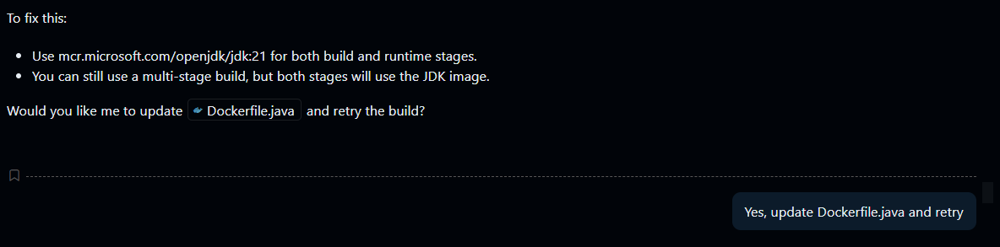 To fix this:
Use mcr.microsoft.com/openjdk/jdk:21 for both build and runtime stages.
You can still use a multi-stage build, but both stages will use the JDK image.
Would you like me to update Dockerfile.java and retry the build?
Yes, update Dockerfile.java and retry